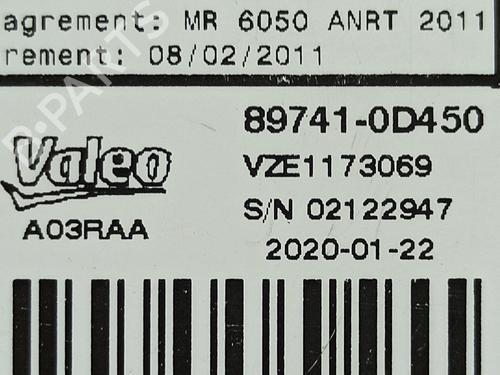 agrement: MR 6050 ANRT 2011
rement: 08/02/2011
89741-0D450
Valeo
VZE1173069
S/N 02122947
A03RAA
2020-01-22